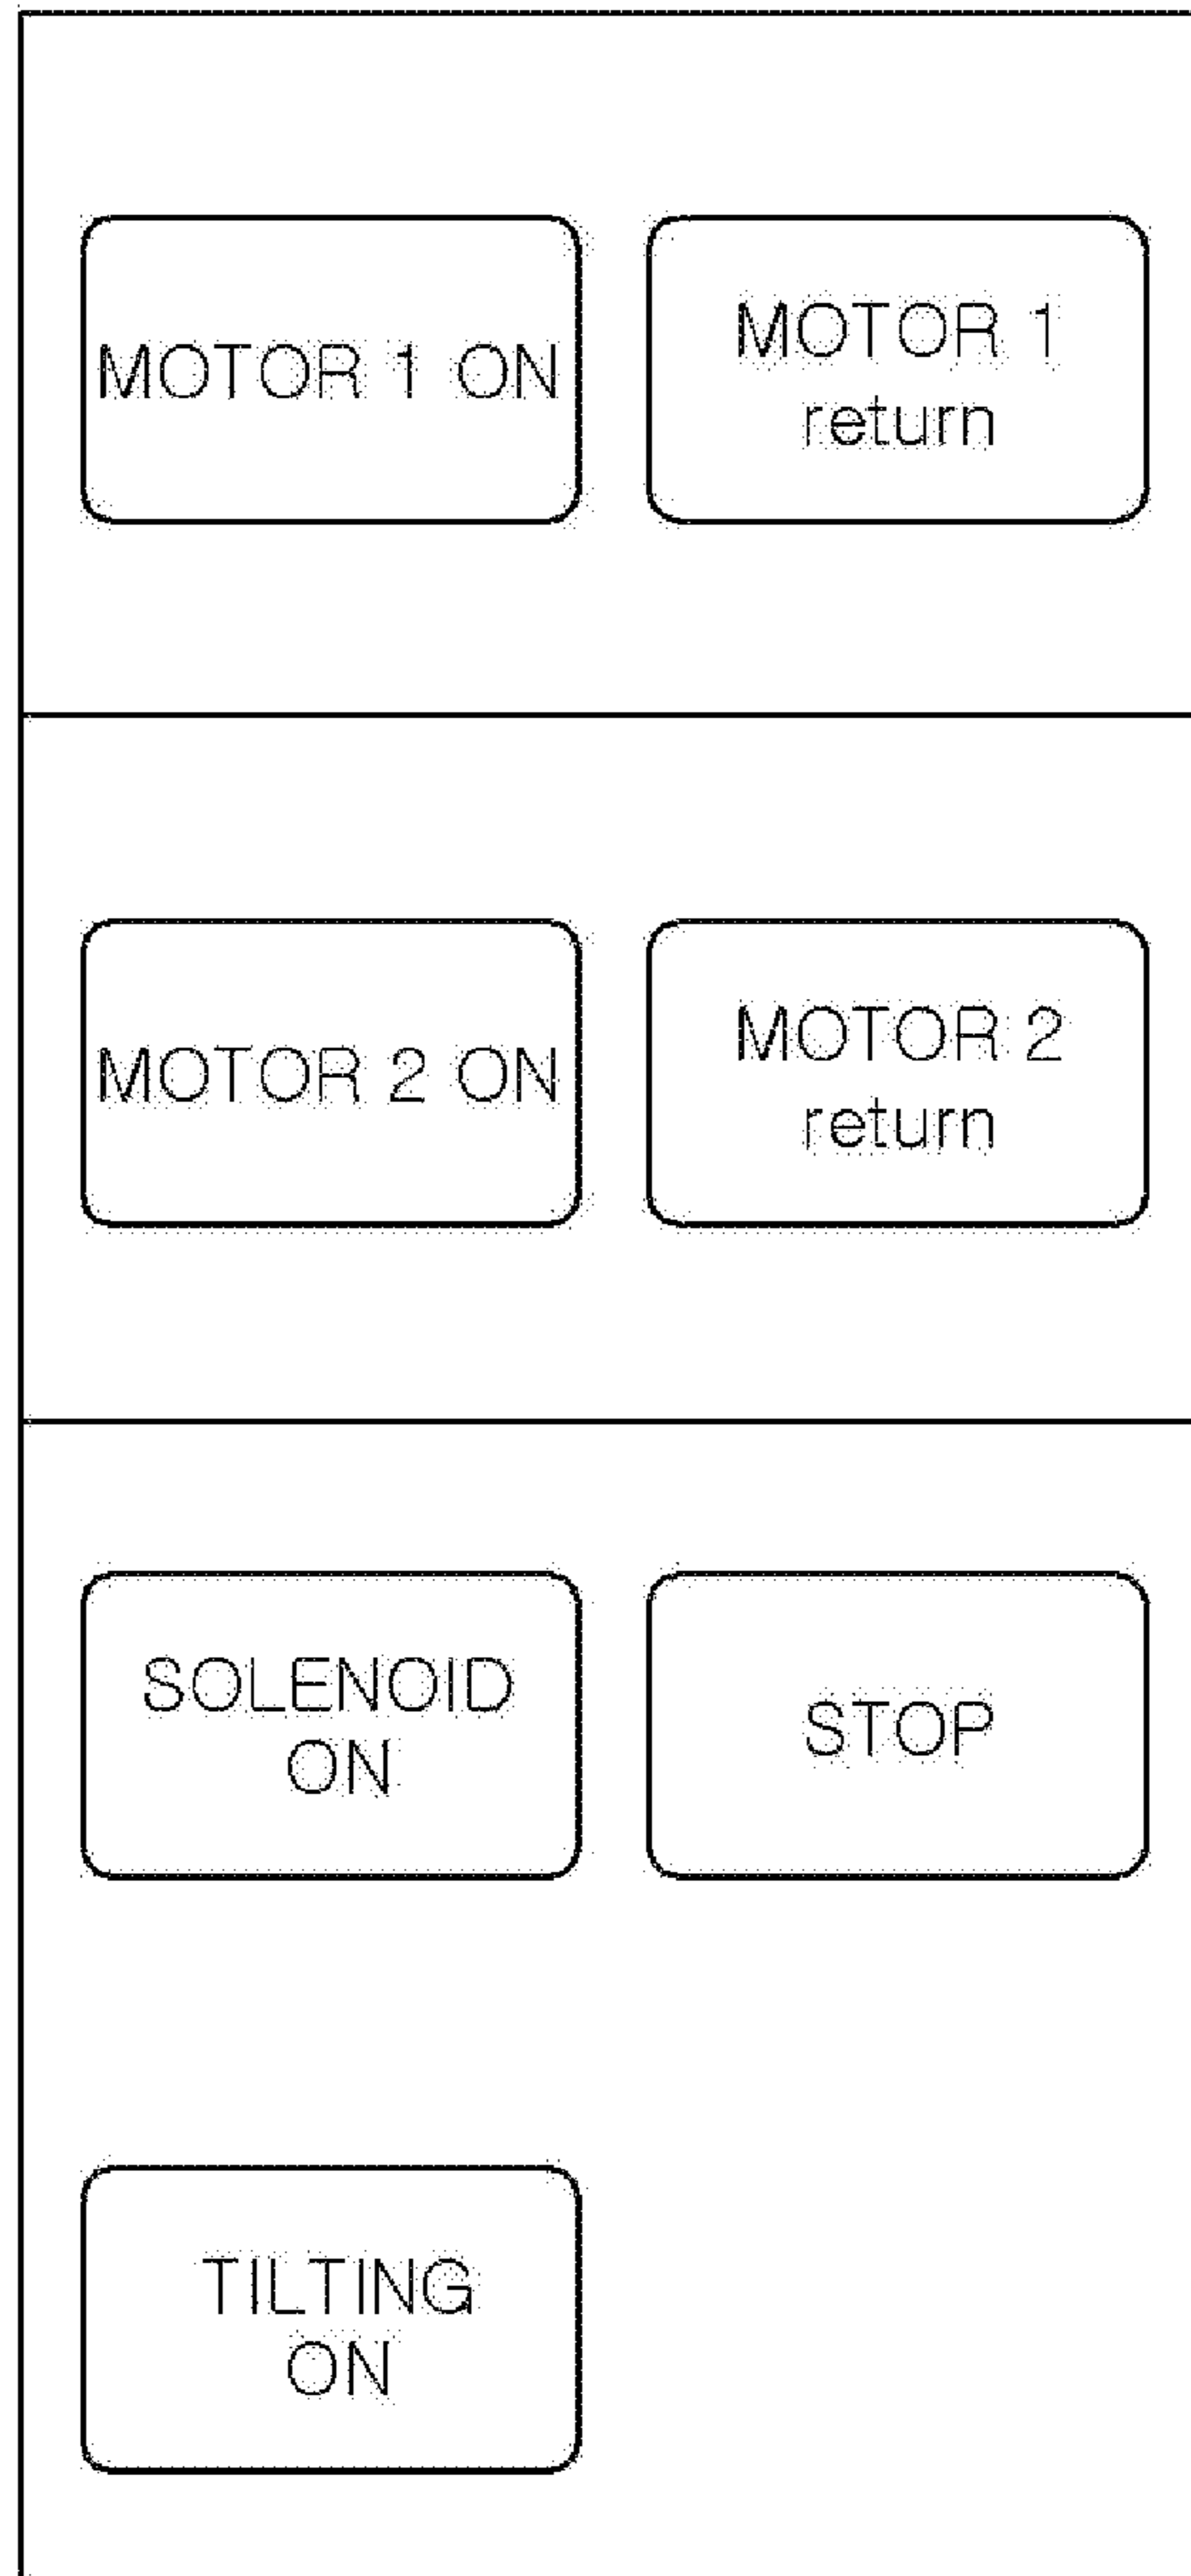 MOTOR 1 ON
MOTOR 1
return
MOTOR 2 ON
MOTOR 2
return
SOLENOID
ON
STOP
TILTING
ON